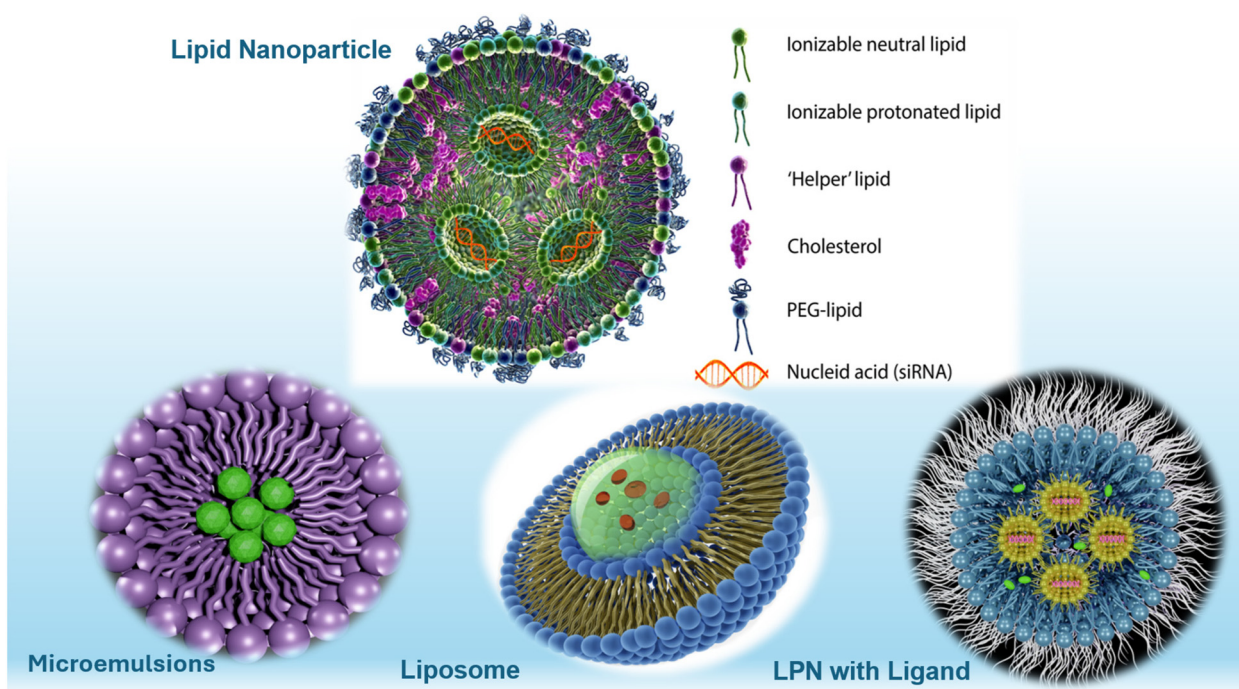 Lipid Nanoparticle
Ionizable neutral lipid
Ionizable protonated lipid
‘Helper’ lipid
Cholesterol
PEG-lipid
Nucleid acid (siRNA)
Microemulsions
Liposome
LPN with Ligand